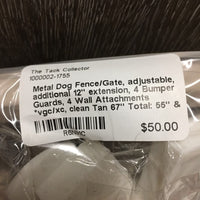 The Tack Collector
1000002-1755
Metal Dog Fence/Gate, adjustable,
additional 12" extension, 4 Bumper
Guards, 4 Wall Attachments
*vgc/xc, clean Tan 67" Total: 55" &
$50.00